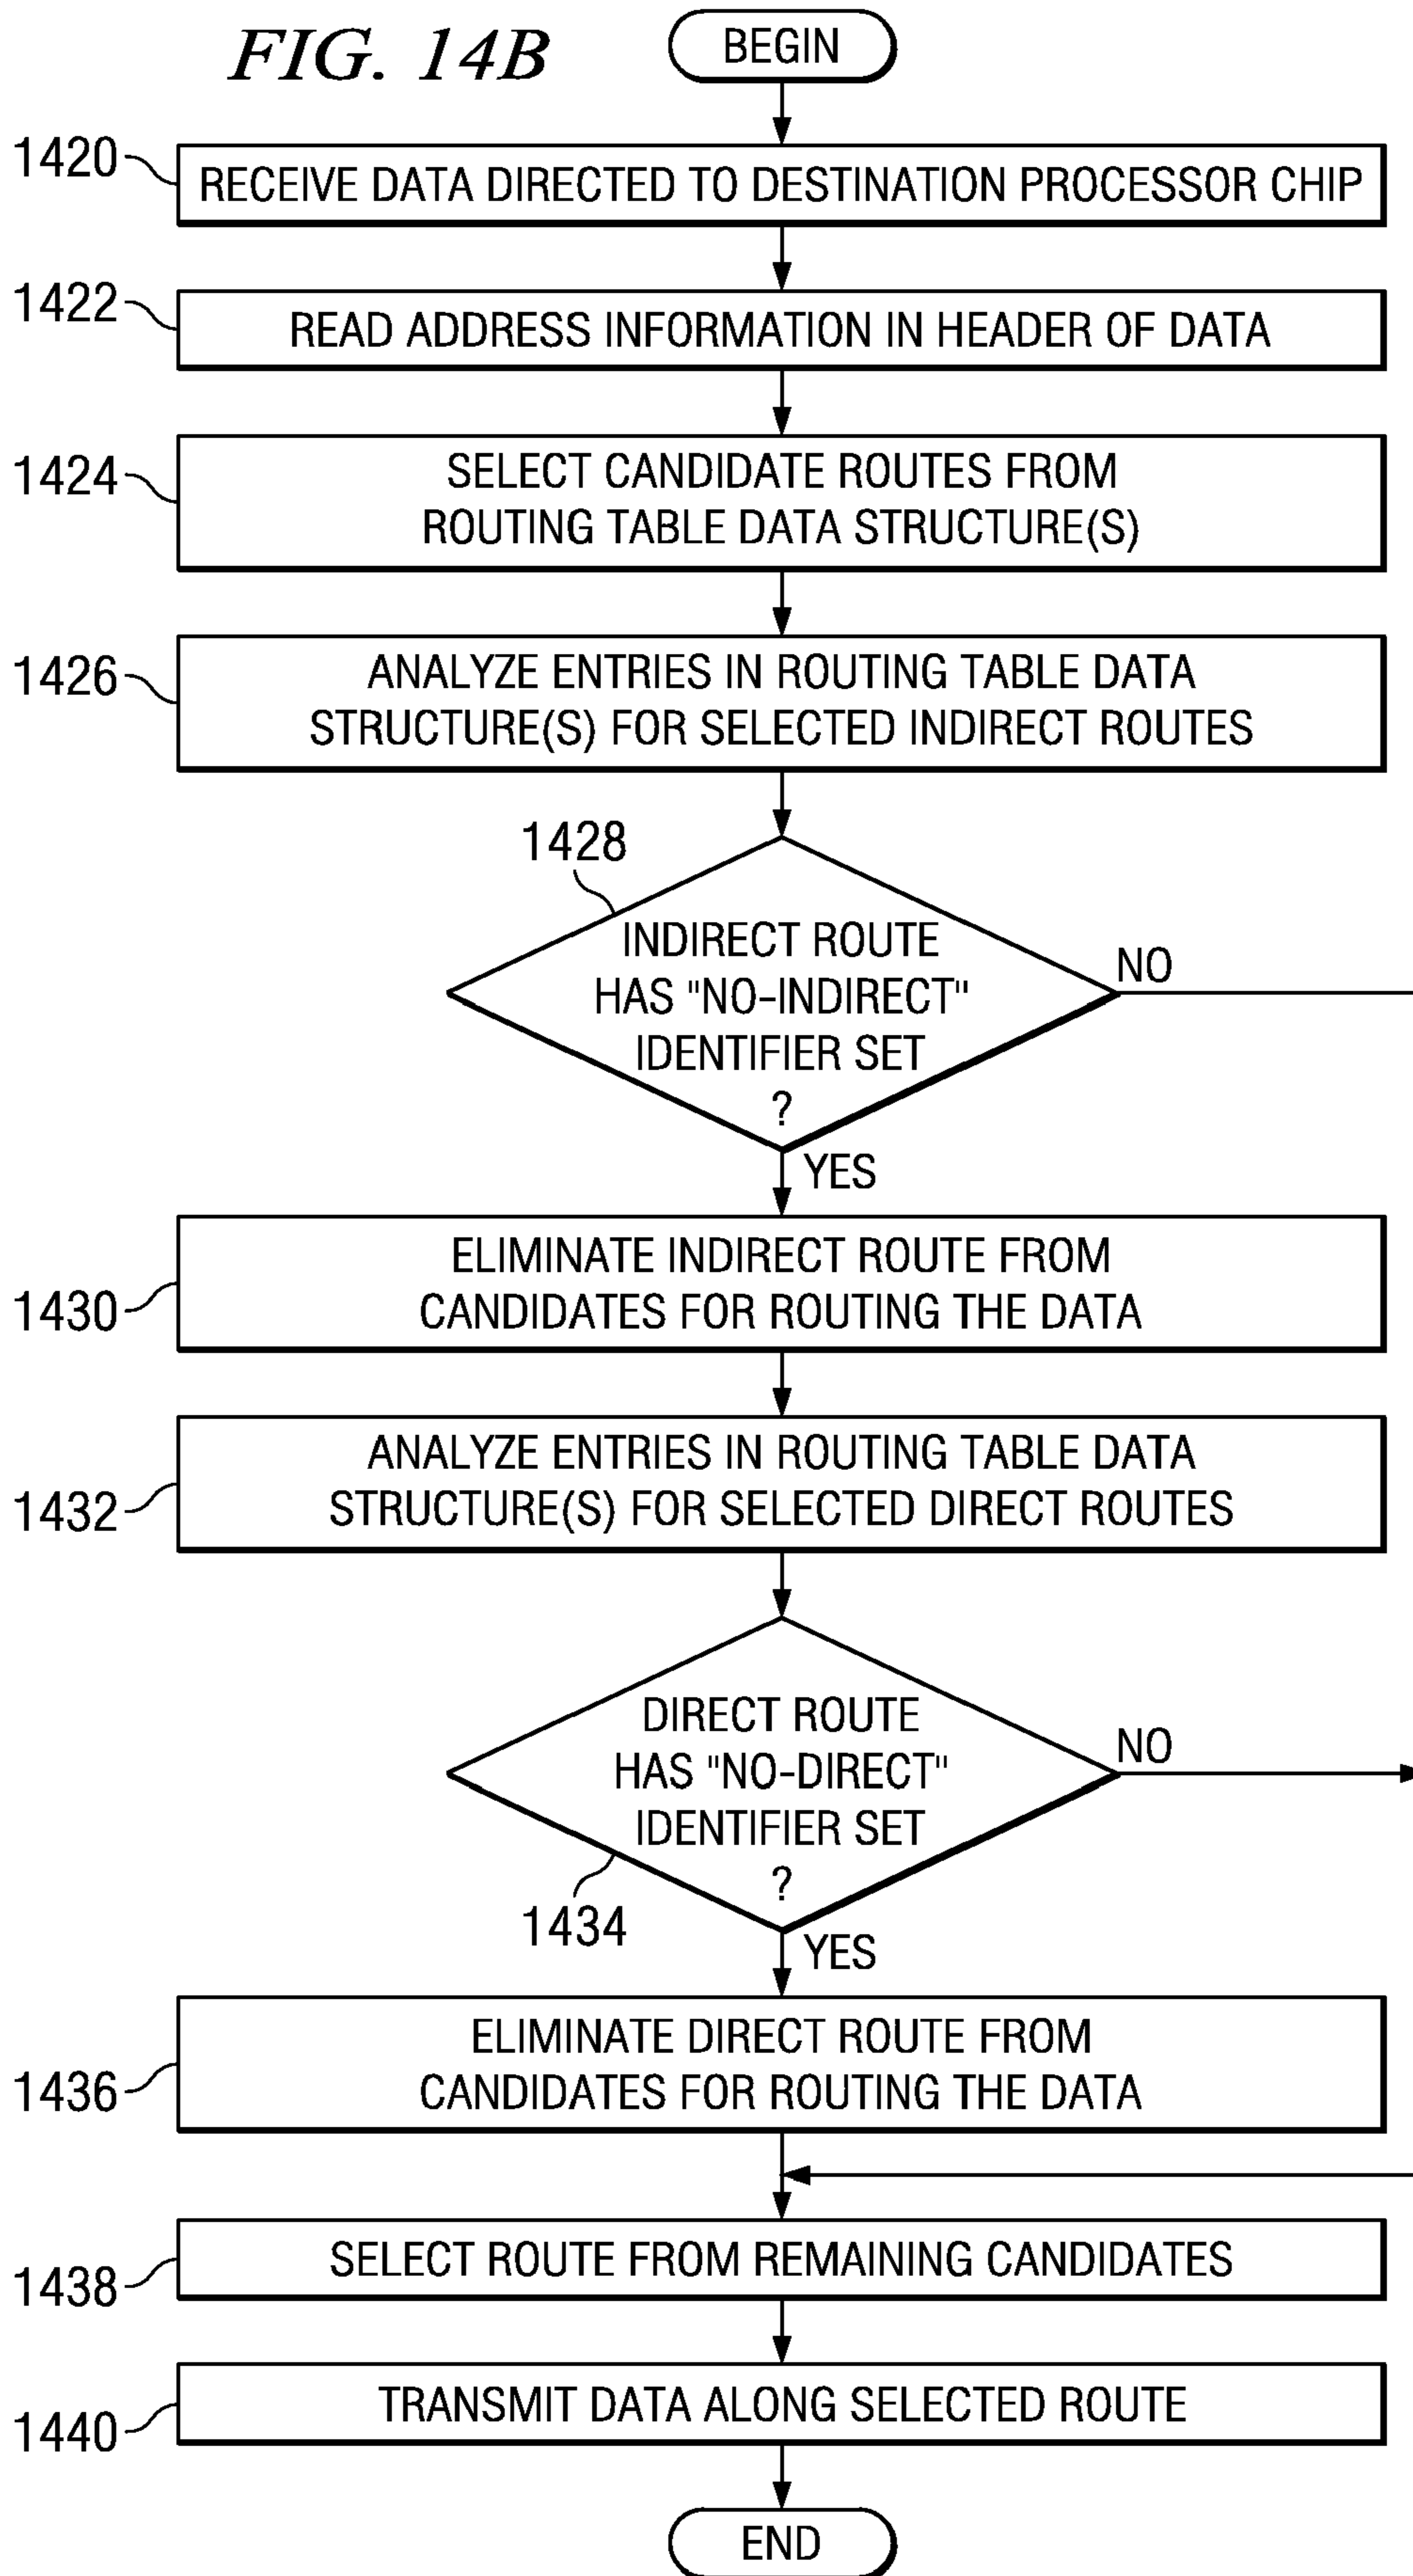 FIG. 14B
BEGIN
1420
RECEIVE DATA DIRECTED TO DESTINATION PROCESSOR CHIP
1422
READ ADDRESS INFORMATION IN HEADER OF DATA
1424
SELECT CANDIDATE ROUTES FROM
ROUTING TABLE DATA STRUCTURE(S)
1426
ANALYZE ENTRIES IN ROUTING TABLE DATA
STRUCTURE(S) FOR SELECTED INDIRECT ROUTES
1428
INDIRECT ROUTE
HAS "NO-INDIRECT"
IDENTIFIER SET
?
NO
YES
1430
ELIMINATE INDIRECT ROUTE FROM
CANDIDATES FOR ROUTING THE DATA
1432
ANALYZE ENTRIES IN ROUTING TABLE DATA
STRUCTURE(S) FOR SELECTED DIRECT ROUTES
DIRECT ROUTE
HAS "NO-DIRECT"
IDENTIFIER SET
?
NO
1434
YES
1436
ELIMINATE DIRECT ROUTE FROM
CANDIDATES FOR ROUTING THE DATA
1438
SELECT ROUTE FROM REMAINING CANDIDATES
1440
TRANSMIT DATA ALONG SELECTED ROUTE
END